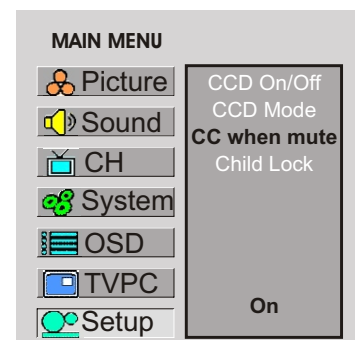 MAIN MENU
Picture
Sound
CH
System
OSD
TVPC
Setup
CCD On/Off
CCD Mode
CC when mute
Child Lock
On